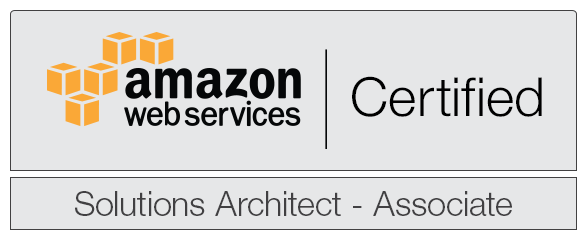 amazon
web services
Certified
Solutions Architect - Associate